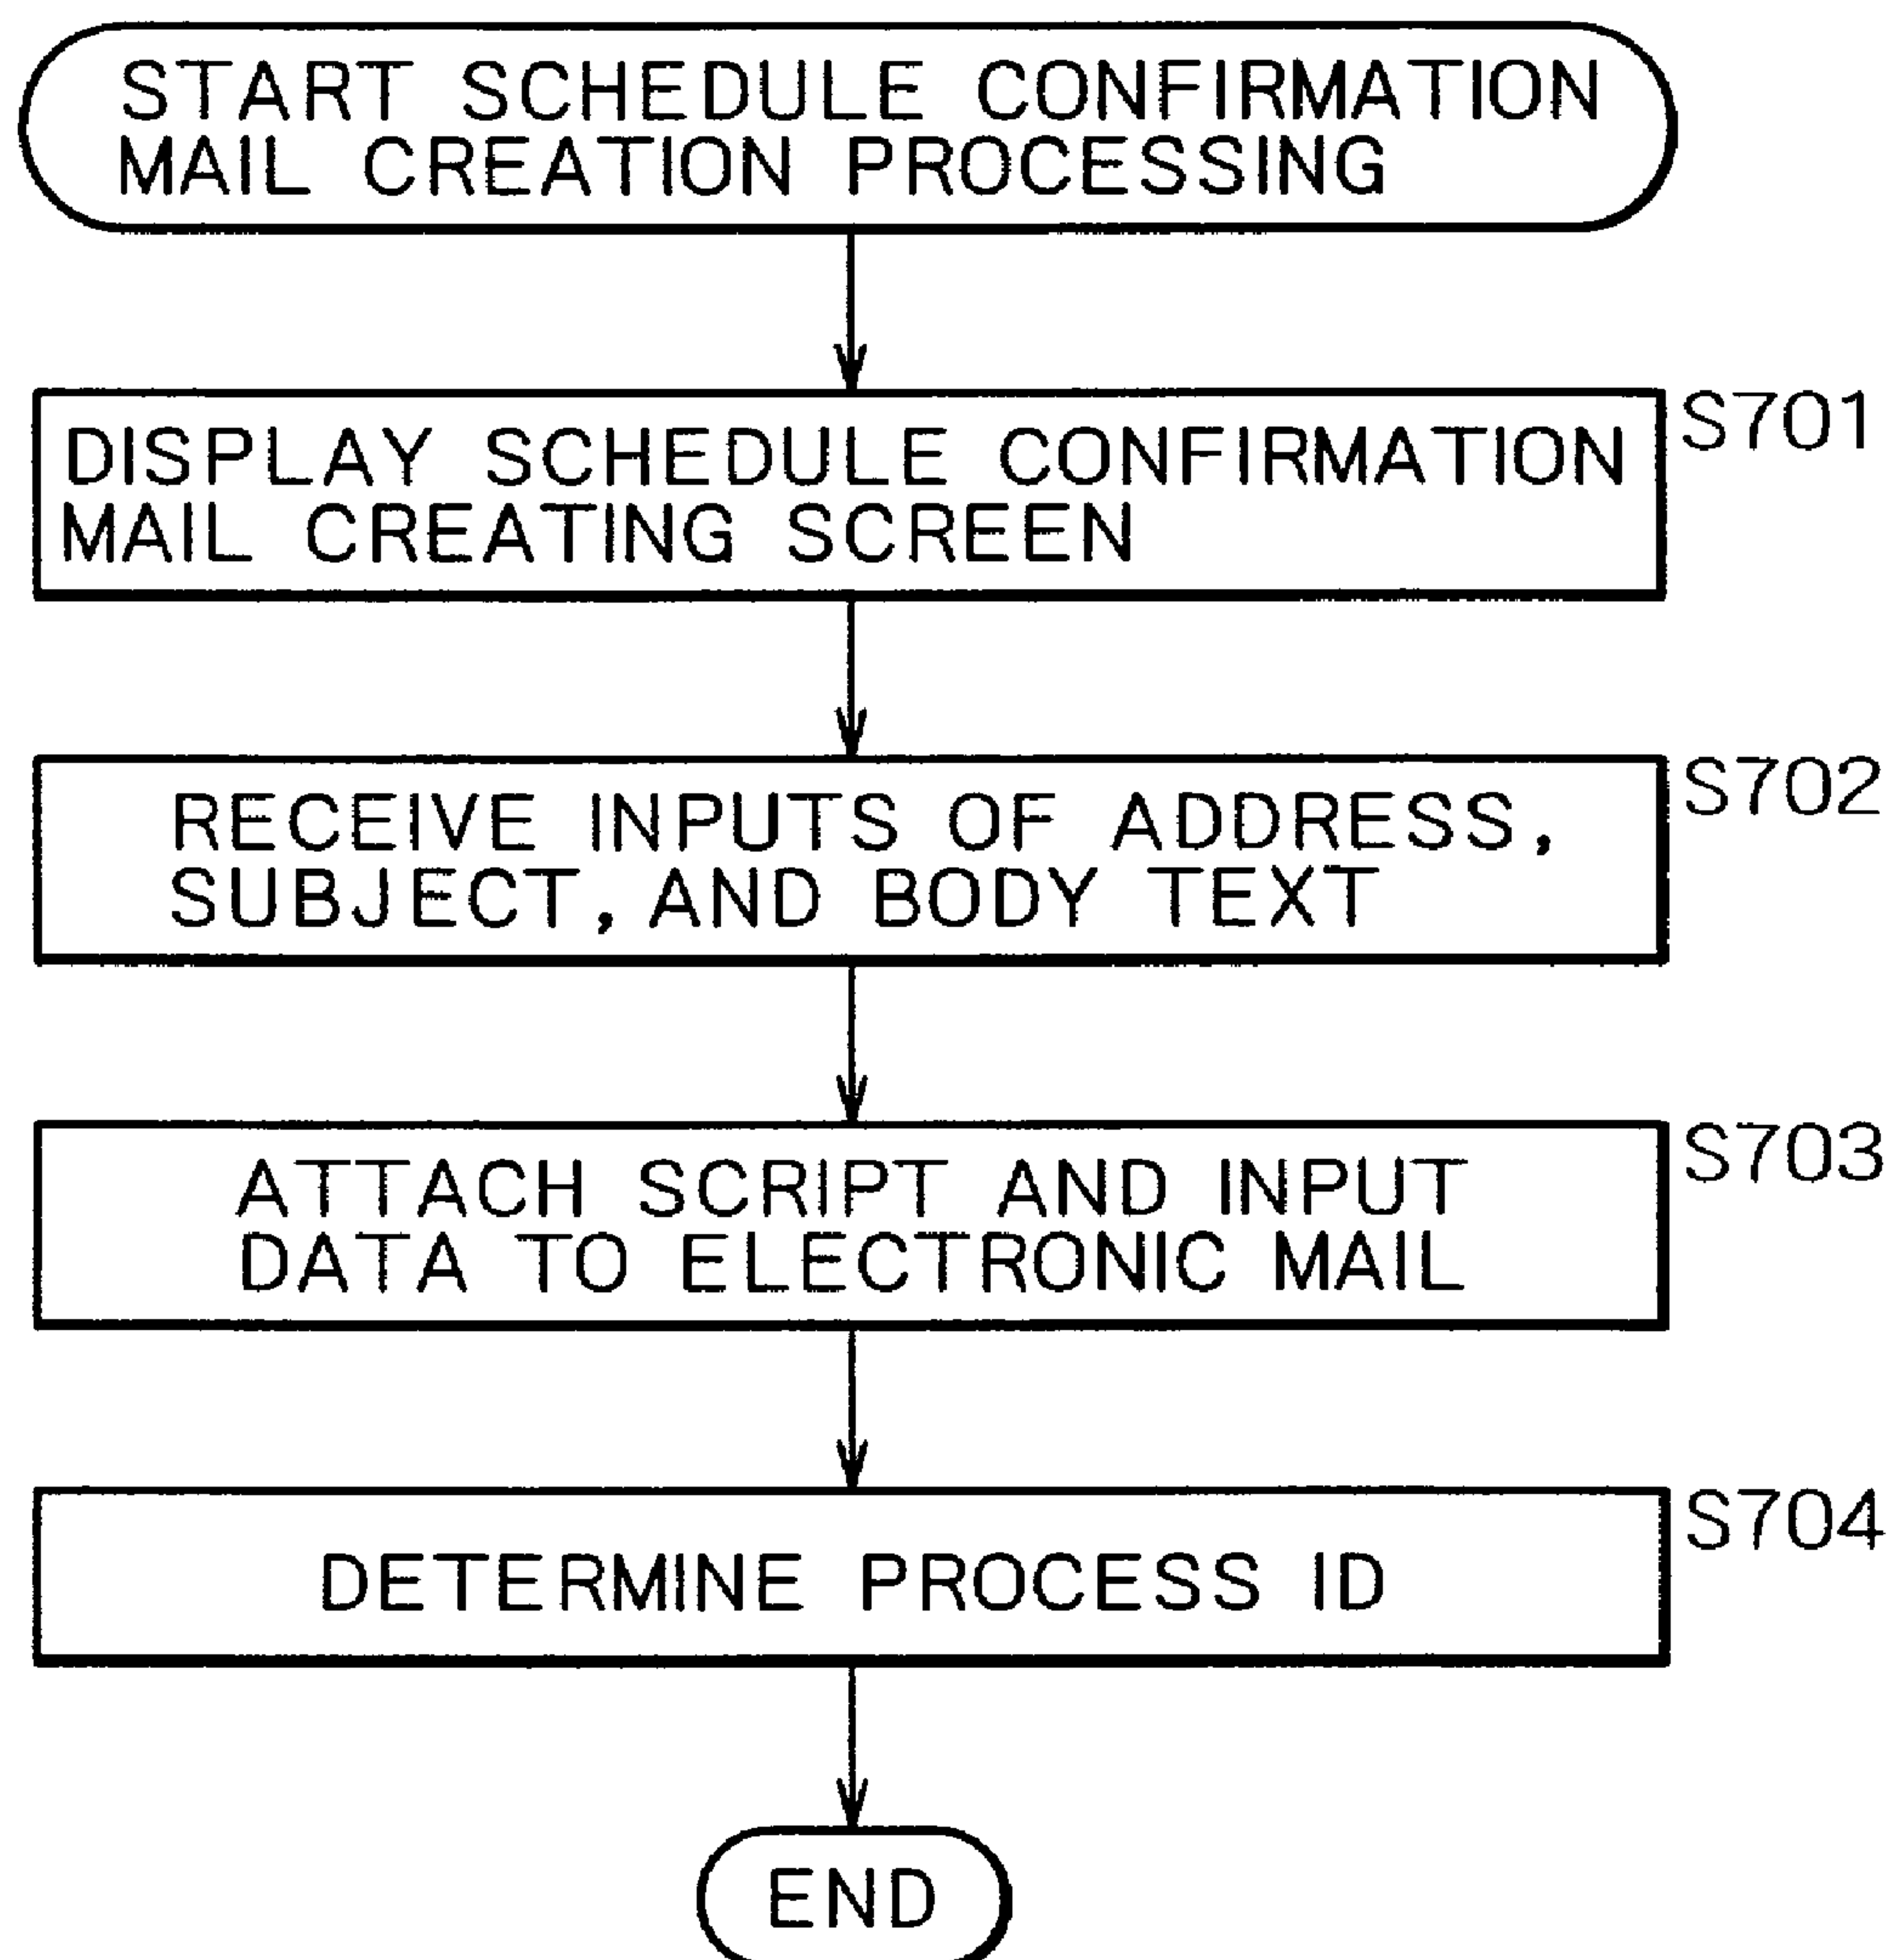 START SCHEDULE CONFIRMATION
MAIL CREATION PROCESSING
S701
DISPLAY SCHEDULE CONFIRMATION
MAIL CREATING SCREEN
S702
RECEIVE INPUTS OF ADDRESS,
SUBJECT, AND BODY TEXT
S703
ATTACH SCRIPT AND INPUT
DATA TO ELECTRONIC MAIL
S704
DETERMINE PROCESS ID
END